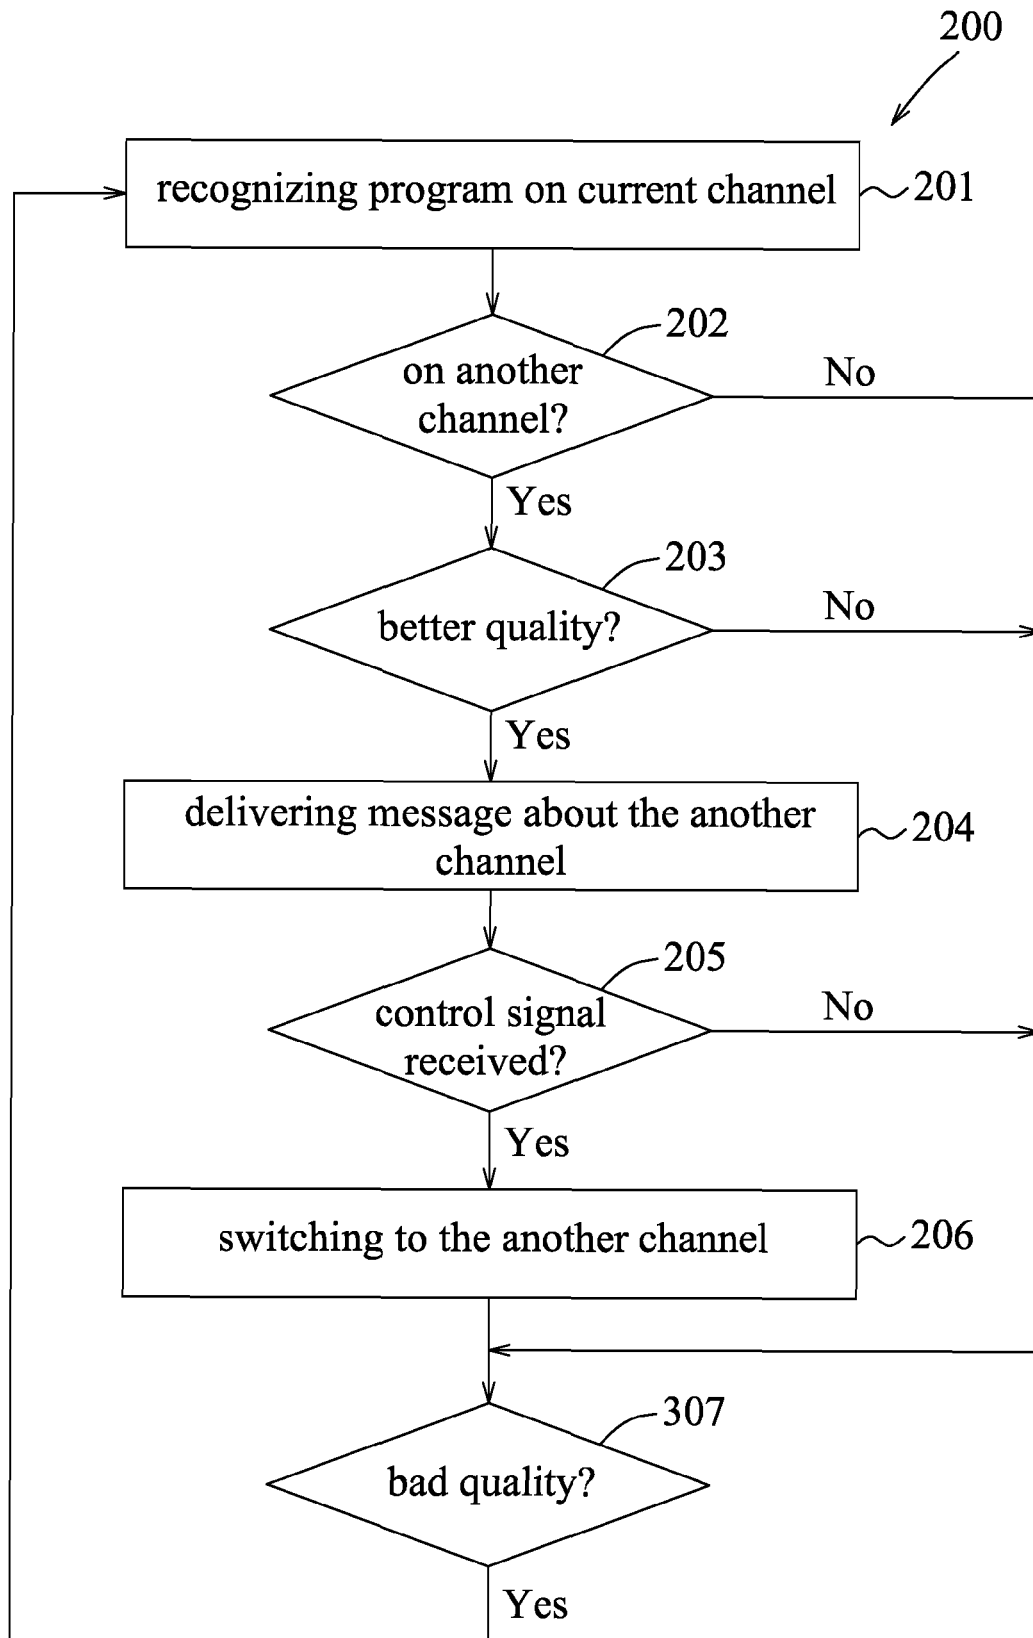 200
recognizing program on current channel
201
202
on another
channel?
No
Yes
203
better quality?
No
Yes
delivering message about the another
channel
204
205
control signal
received?
No
Yes
switching to the another channel
206
307
bad quality?
Yes